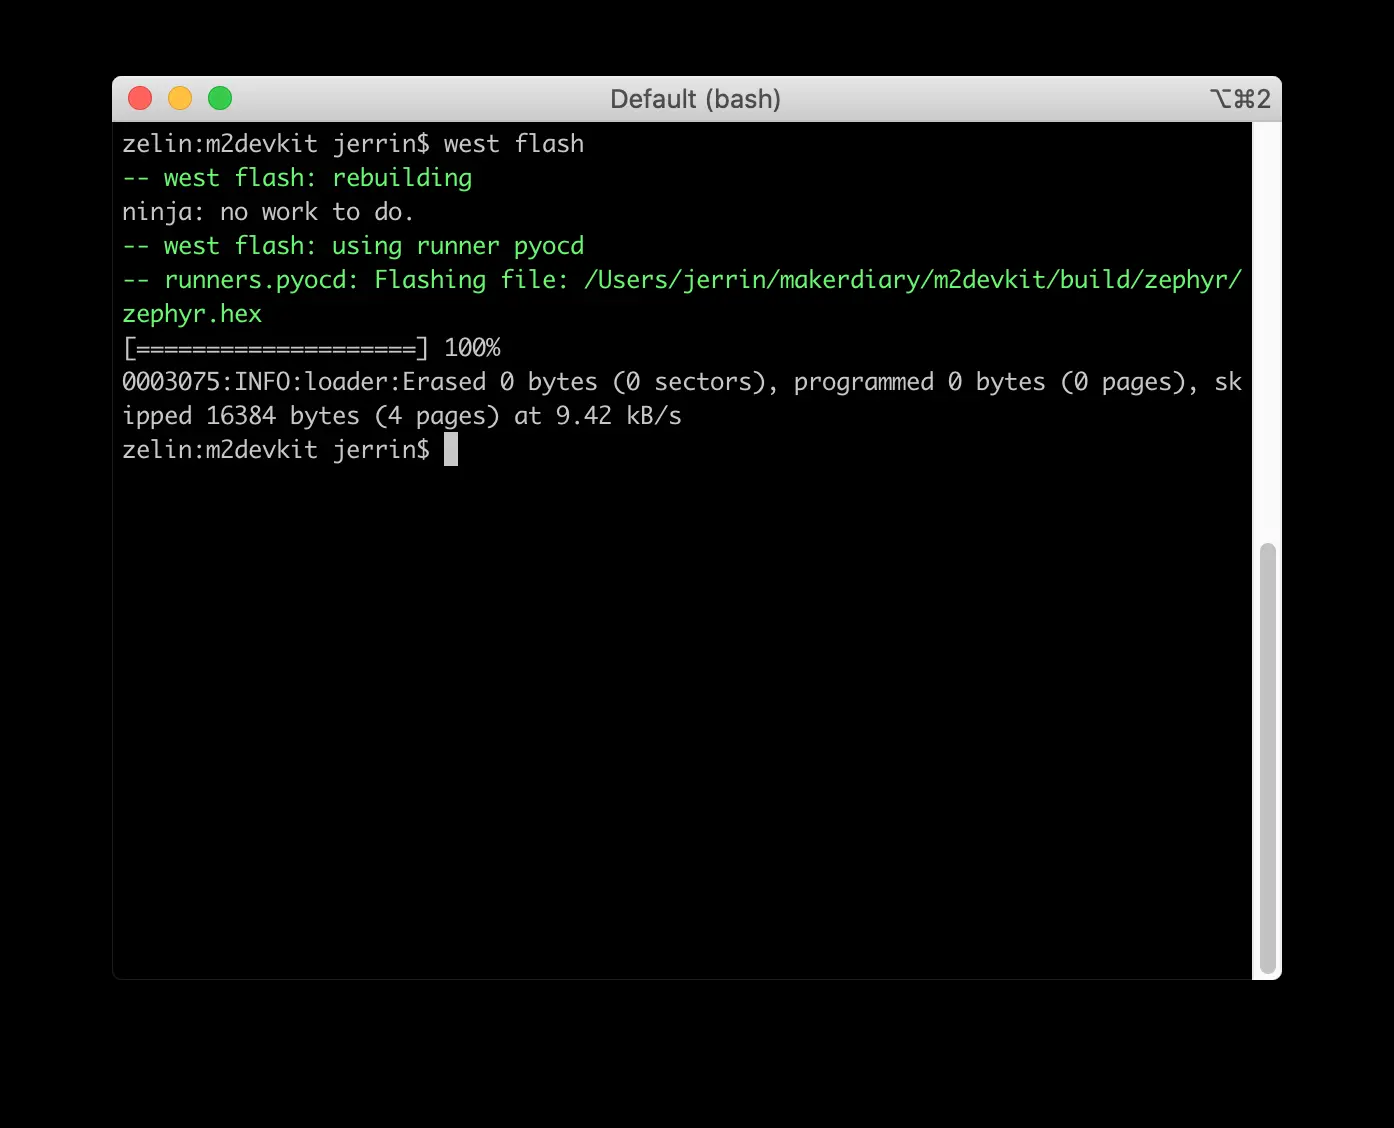 Default (bash) ⌥⌘2
zelin:m2devkit jerrin$ west flash
-- west flash: rebuilding
ninja: no work to do.
-- west flash: using runner pyocd
-- runners.pyocd: Flashing file: /Users/jerrin/makerdiary/m2devkit/build/zephyr/
zephyr.hex
[====================] 100%
0003075:INFO:loader:Erased 0 bytes (0 sectors), programmed 0 bytes (0 pages), sk
ipped 16384 bytes (4 pages) at 9.42 kB/s
zelin:m2devkit jerrin$